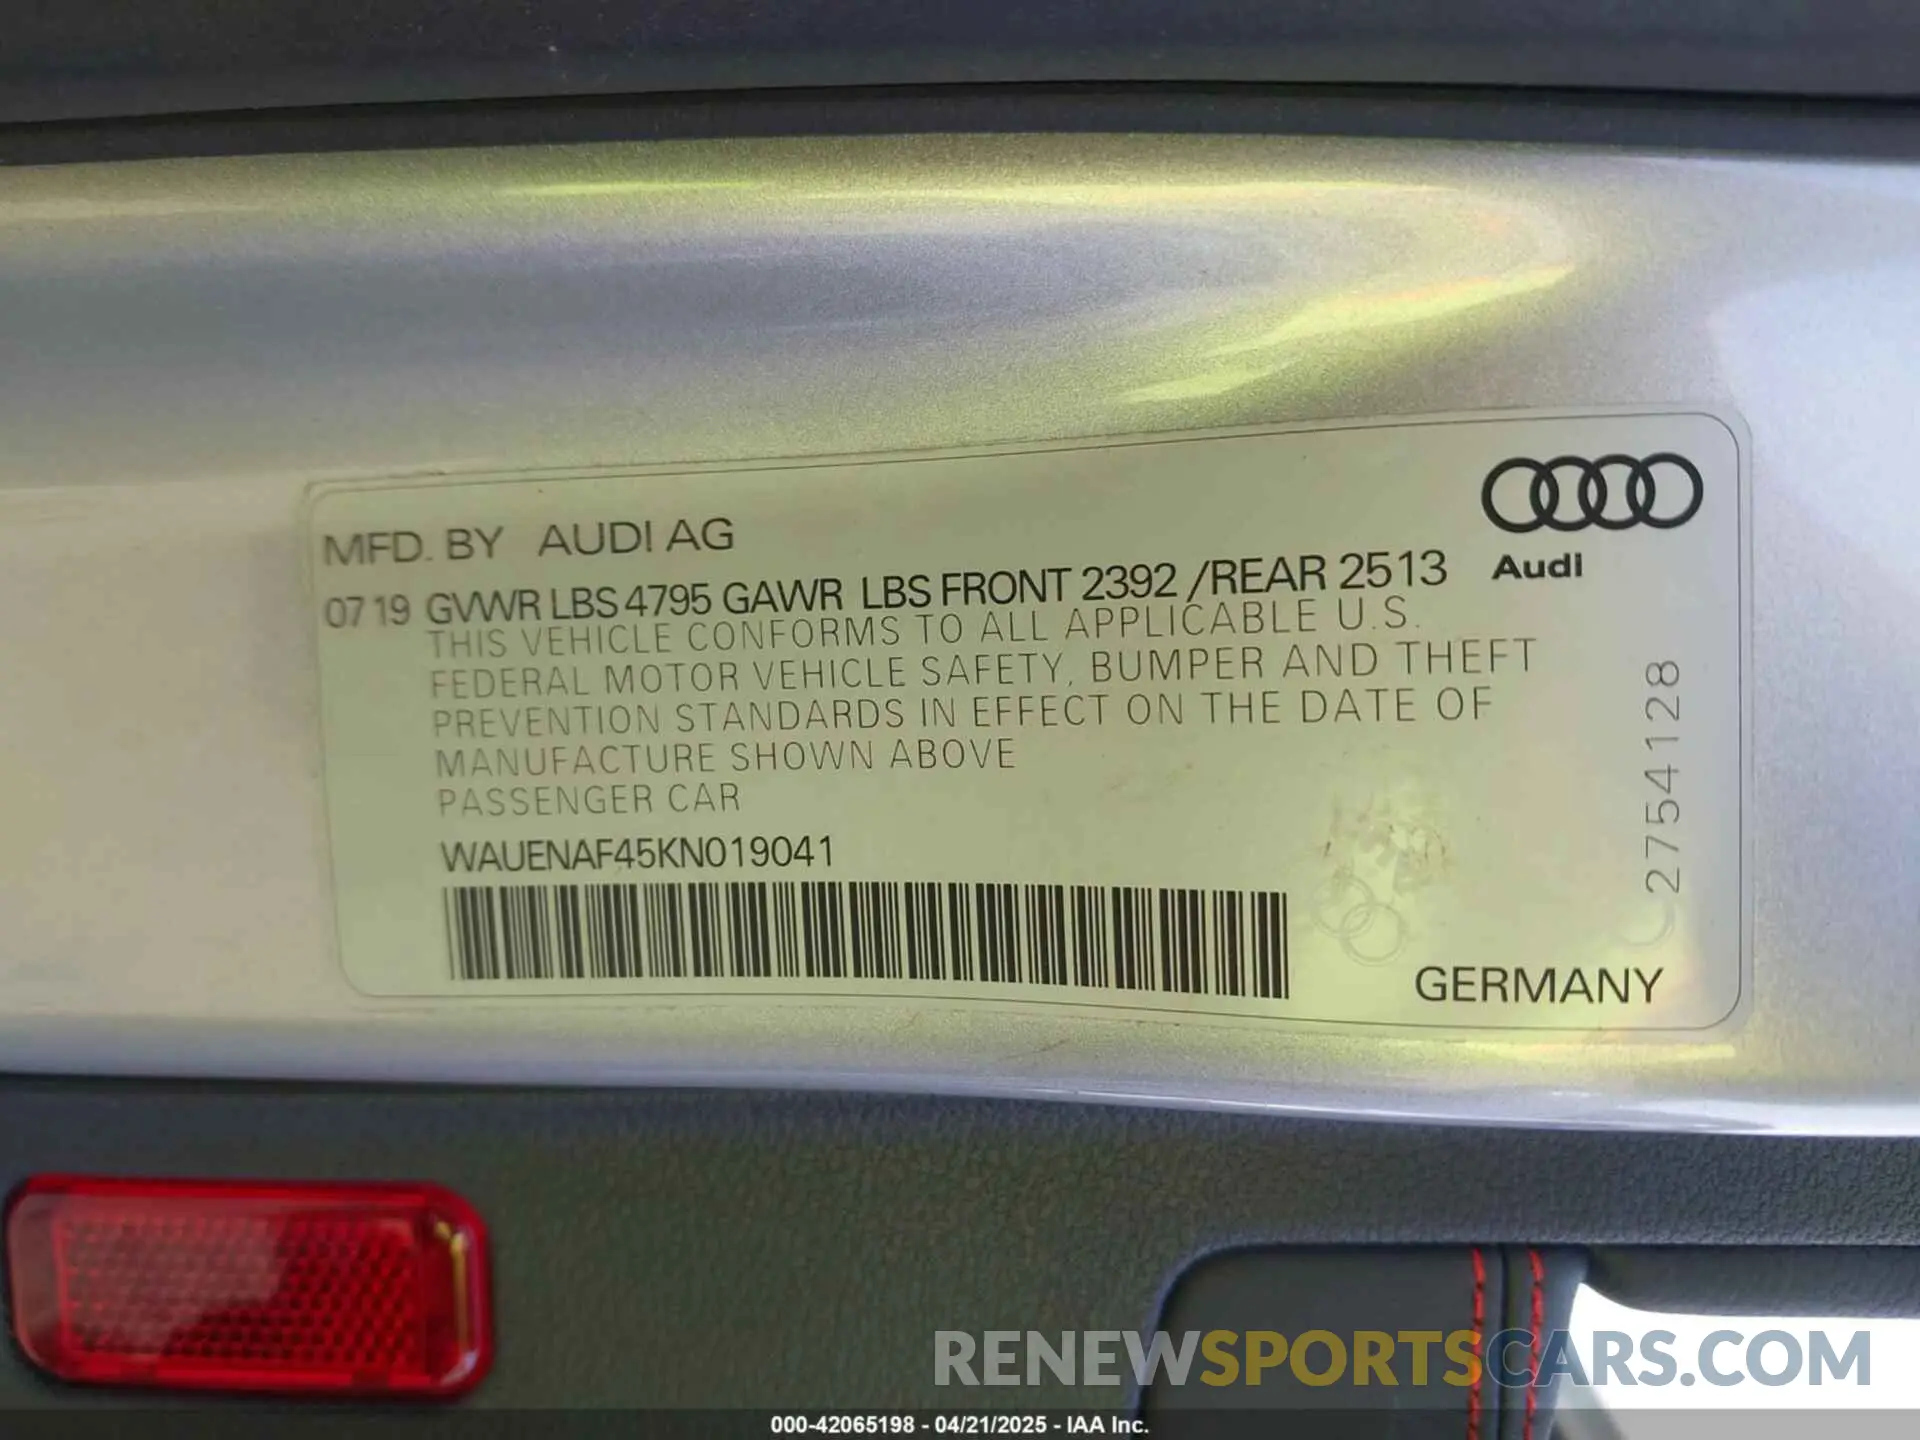 MFD. BY AUDI AG
Audi
07 19 GVWR LBS 4795 GAWR LBS FRONT 2392 /REAR 2513
THIS VEHICLE CONFORMS TO ALL APPLICABLE U.S.
FEDERAL MOTOR VEHICLE SAFETY, BUMPER AND THEFT
PREVENTION STANDARDS IN EFFECT ON THE DATE OF
MANUFACTURE SHOWN ABOVE
PASSENGER CAR
WAUENAF45KN019041
2754128
GERMANY
RENEWSPORTSCARS.COM
000-42065198 - 04/21/2025 - IAA Inc.